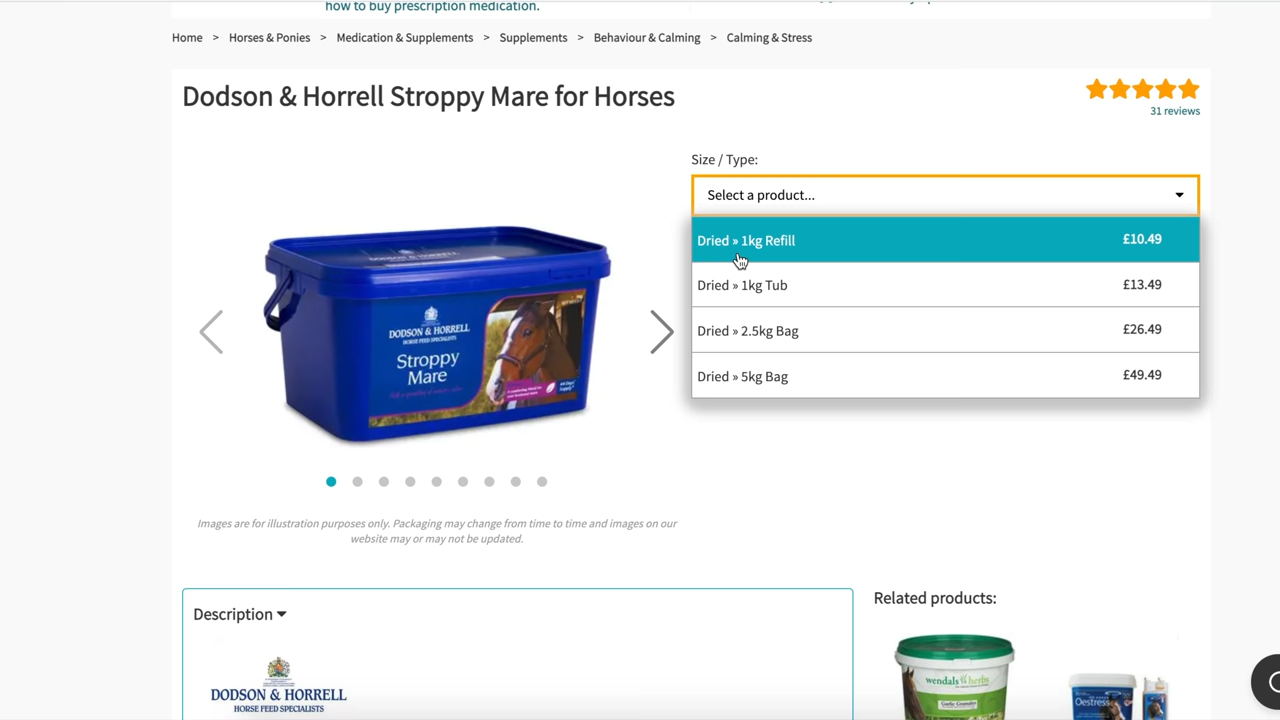 how to buy prescription medication.
Home > Horses & Ponies > Medication & Supplements > Supplements > Behaviour & Calming > Calming & Stress
Dodson & Horrell Stroppy Mare for Horses
31 reviews
Size / Type:
Select a product...
Dried » 1kg Refill £10.49
Dried » 1kg Tub £13.49
Dried » 2.5kg Bag £26.49
Dried » 5kg Bag £49.49
DODSON & HORRELL
HORSE FEED SPECIALISTS
Stroppy
Mare
Images are for illustration purposes only. Packaging may change from time to time and images on our
website may or may not be updated.
Description
DODSON & HORRELL
HORSE FEED SPECIALISTS
Related products:
wendals herbs
Garlic Granules
Oestress